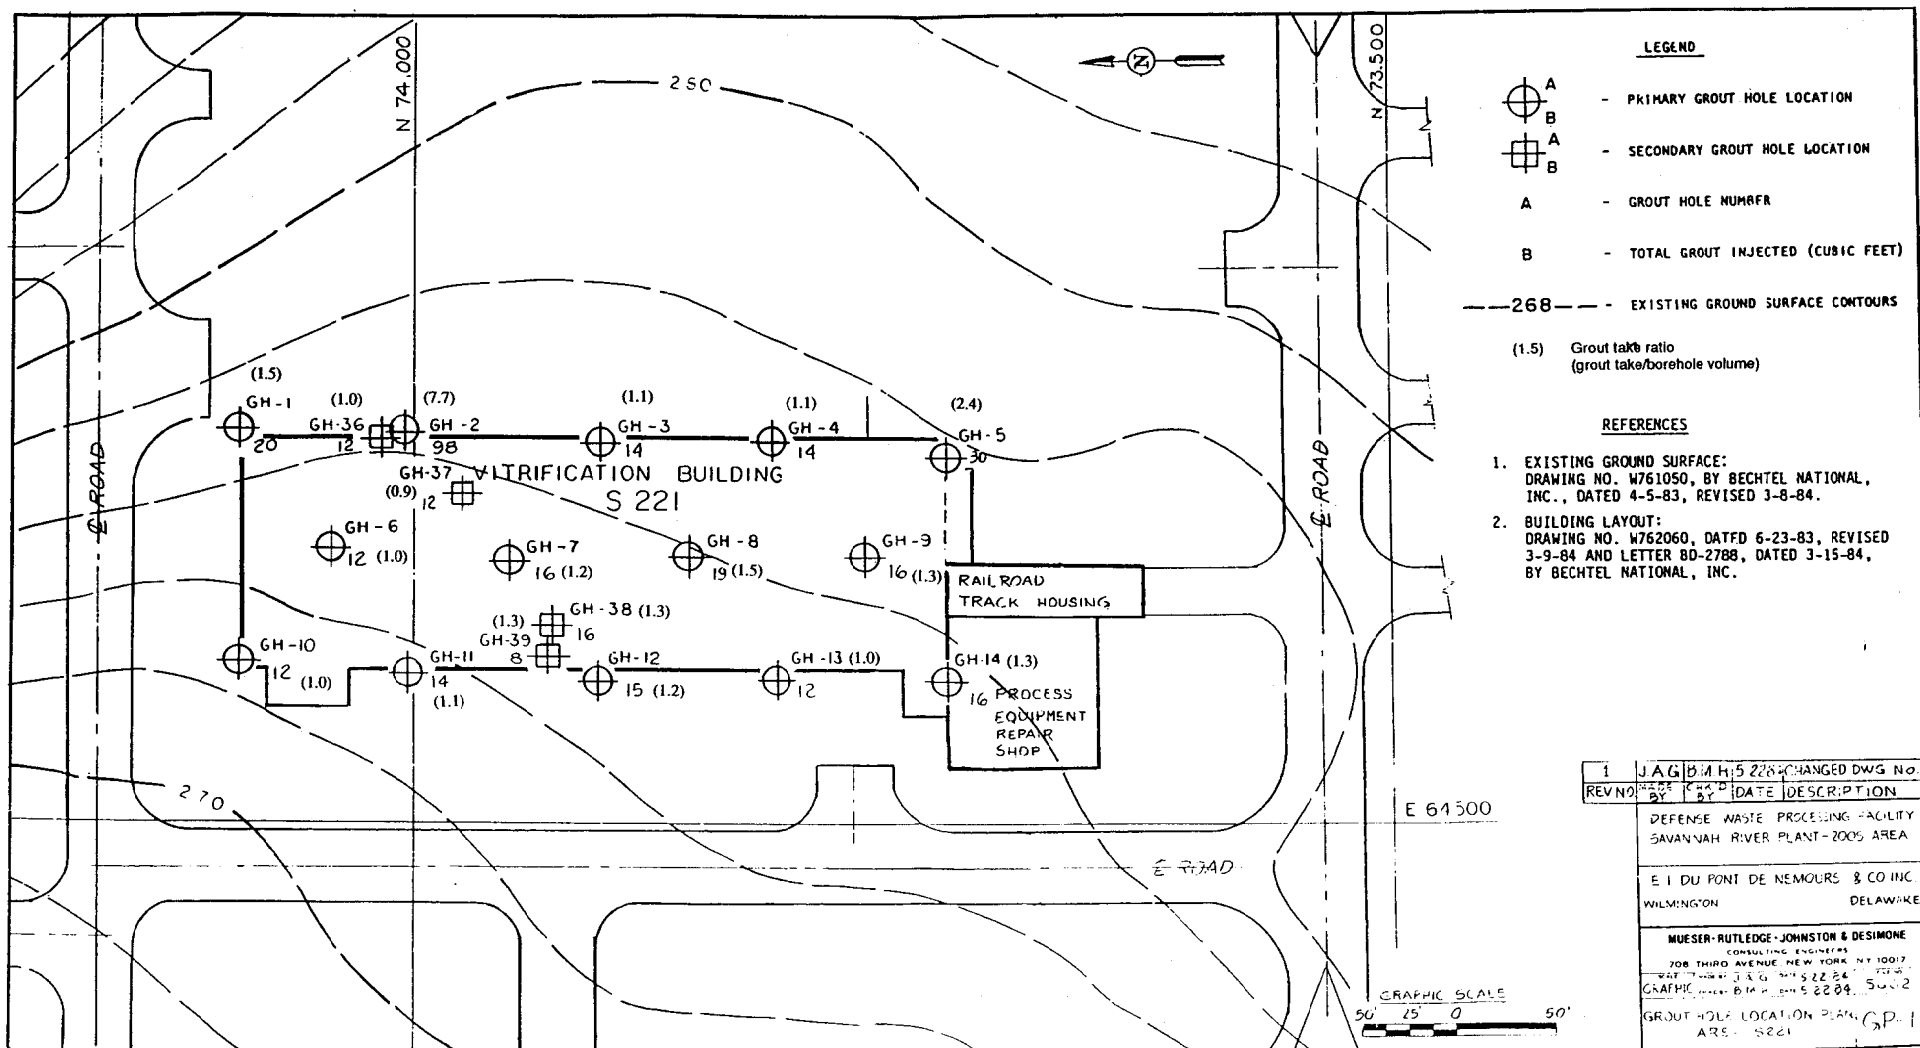 N 74.000
N 73.500
N
250
LEGEND
A
B
- PRIMARY GROUT HOLE LOCATION
A
B
- SECONDARY GROUT HOLE LOCATION
A - GROUT HOLE NUMBER
B - TOTAL GROUT INJECTED (CUBIC FEET)
268 - EXISTING GROUND SURFACE CONTOURS
(1.5) Grout take ratio
(grout take/borehole volume)
REFERENCES
1. EXISTING GROUND SURFACE:
DRAWING NO. W761050, BY BECHTEL NATIONAL,
INC., DATED 4-5-83, REVISED 3-8-84.
2. BUILDING LAYOUT:
DRAWING NO. W762060, DATED 6-23-83, REVISED
3-9-84 AND LETTER BD-2788, DATED 3-15-84,
BY BECHTEL NATIONAL, INC.
(1.5)
GH-1
20
(1.0)
GH-36
12
(7.7)
GH-2
98
(1.1)
GH-3
14
(1.1)
GH-4
14
(2.4)
GH-5
30
VITRIFICATION BUILDING
S 221
GH-37
(0.9) 12
GH-6
12 (1.0)
GH-7
16 (1.2)
GH-8
19 (1.5)
GH-9
16 (1.3)
RAILROAD
TRACK HOUSING
GH-38 (1.3)
16
(1.3)
GH-39
8
GH-10
12 (1.0)
GH-11
14
(1.1)
GH-12
15 (1.2)
GH-13 (1.0)
12
GH-14 (1.3)
16
PROCESS
EQUIPMENT
REPAIR
SHOP
℄ ROAD
℄ ROAD
℄ ROAD
270
E 64500
GRAPHIC SCALE
50' 25' 0 50'
1 J.A.G B.M.H CHANGED DWG No.
REV NO MADE BY CHK'D BY DATE DESCRIPTION
DEFENSE WASTE PROCESSING FACILITY
SAVANNAH RIVER PLANT-200S AREA
E I DU PONT DE NEMOURS & CO INC.
WILMINGTON DELAWARE
MUESER·RUTLEDGE·JOHNSTON & DESIMONE
CONSULTING ENGINEERS
708 THIRD AVENUE, NEW YORK NY 10017
GRAPHIC
GROUT HOLE LOCATION PLAN
S221
GP-1